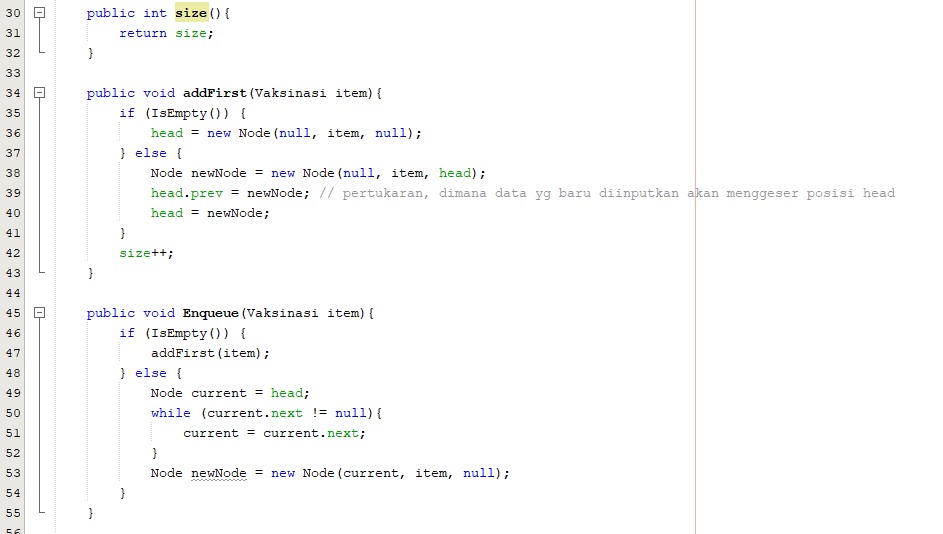 30 public int size(){
31 return size;
32 }
33
34 public void addFirst(Vaksinasi item){
35 if (IsEmpty()) {
36 head = new Node(null, item, null);
37 } else {
38 Node newNode = new Node(null, item, head);
39 head.prev = newNode; // pertukaran, dimana data yg baru diinputkan akan menggeser posisi head
40 head = newNode;
41 }
42 size++;
43 }
44
45 public void Enqueue(Vaksinasi item){
46 if (IsEmpty()) {
47 addFirst(item);
48 } else {
49 Node current = head;
50 while (current.next != null){
51 current = current.next;
52 }
53 Node newNode = new Node(current, item, null);
54 }
55 }
56